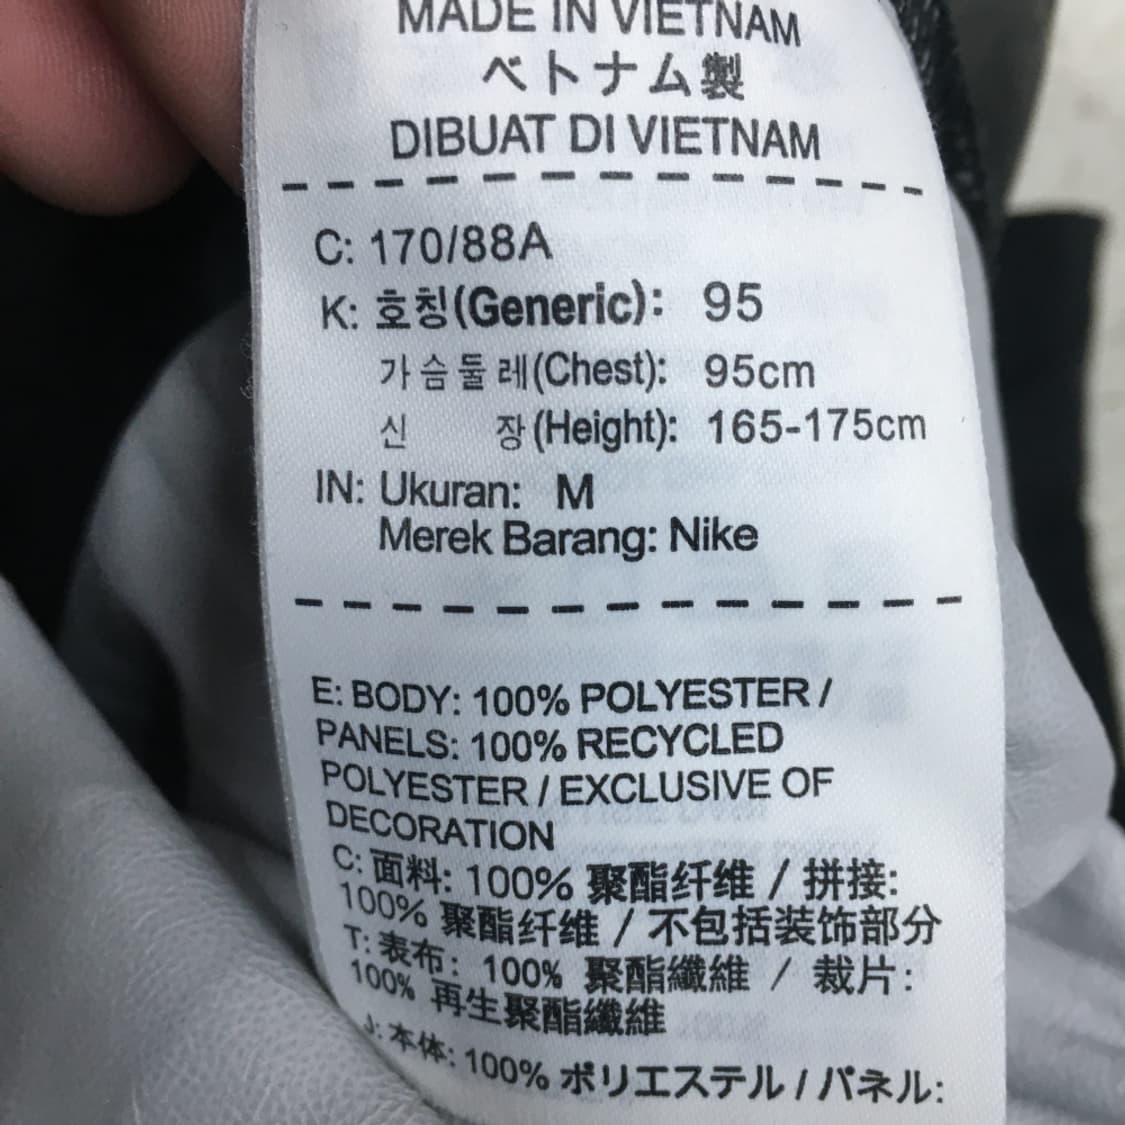 MADE IN VIETNAM
ベトナム製
DIBUAT DI VIETNAM
C: 170/88A
K: 호칭(Generic): 95
가슴둘레(Chest): 95cm
신 장(Height): 165-175cm
IN: Ukuran: M
Merek Barang: Nike
E: BODY: 100% POLYESTER /
PANELS: 100% RECYCLED
POLYESTER / EXCLUSIVE OF
DECORATION
C: 面料: 100% 聚酯纤维 / 拼接:
100% 聚酯纤维 / 不包括装饰部分
T: 表布: 100% 聚酯纖維 / 裁片:
100% 再生聚酯纖維
J: 本体: 100% ポリエステル / パネル: